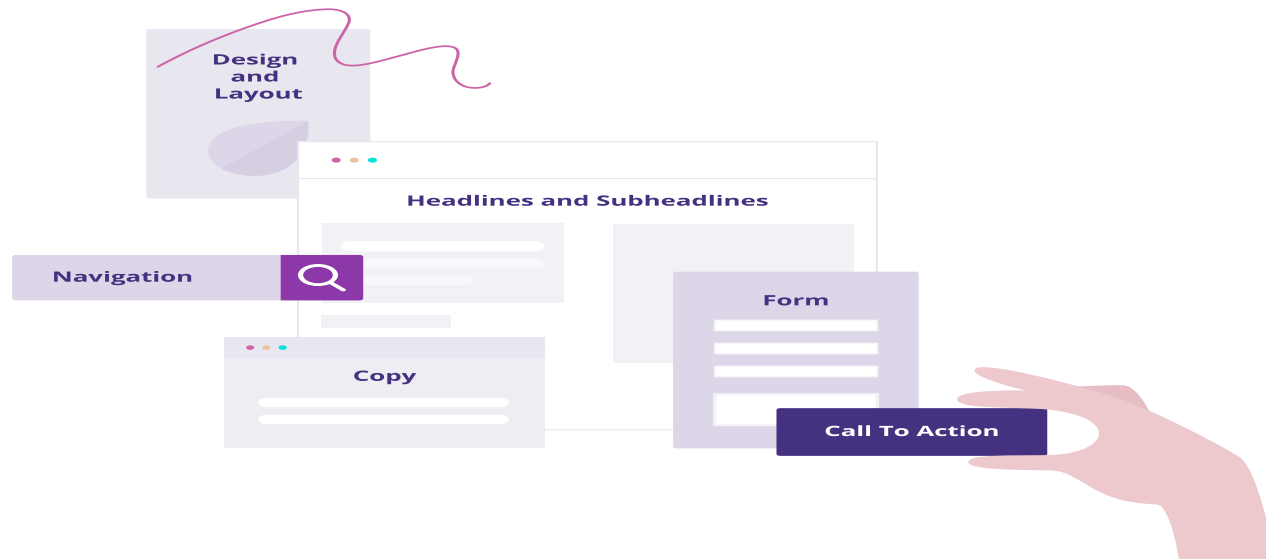 Design
and
Layout
Headlines and Subheadlines
Navigation
Form
Copy
Call To Action